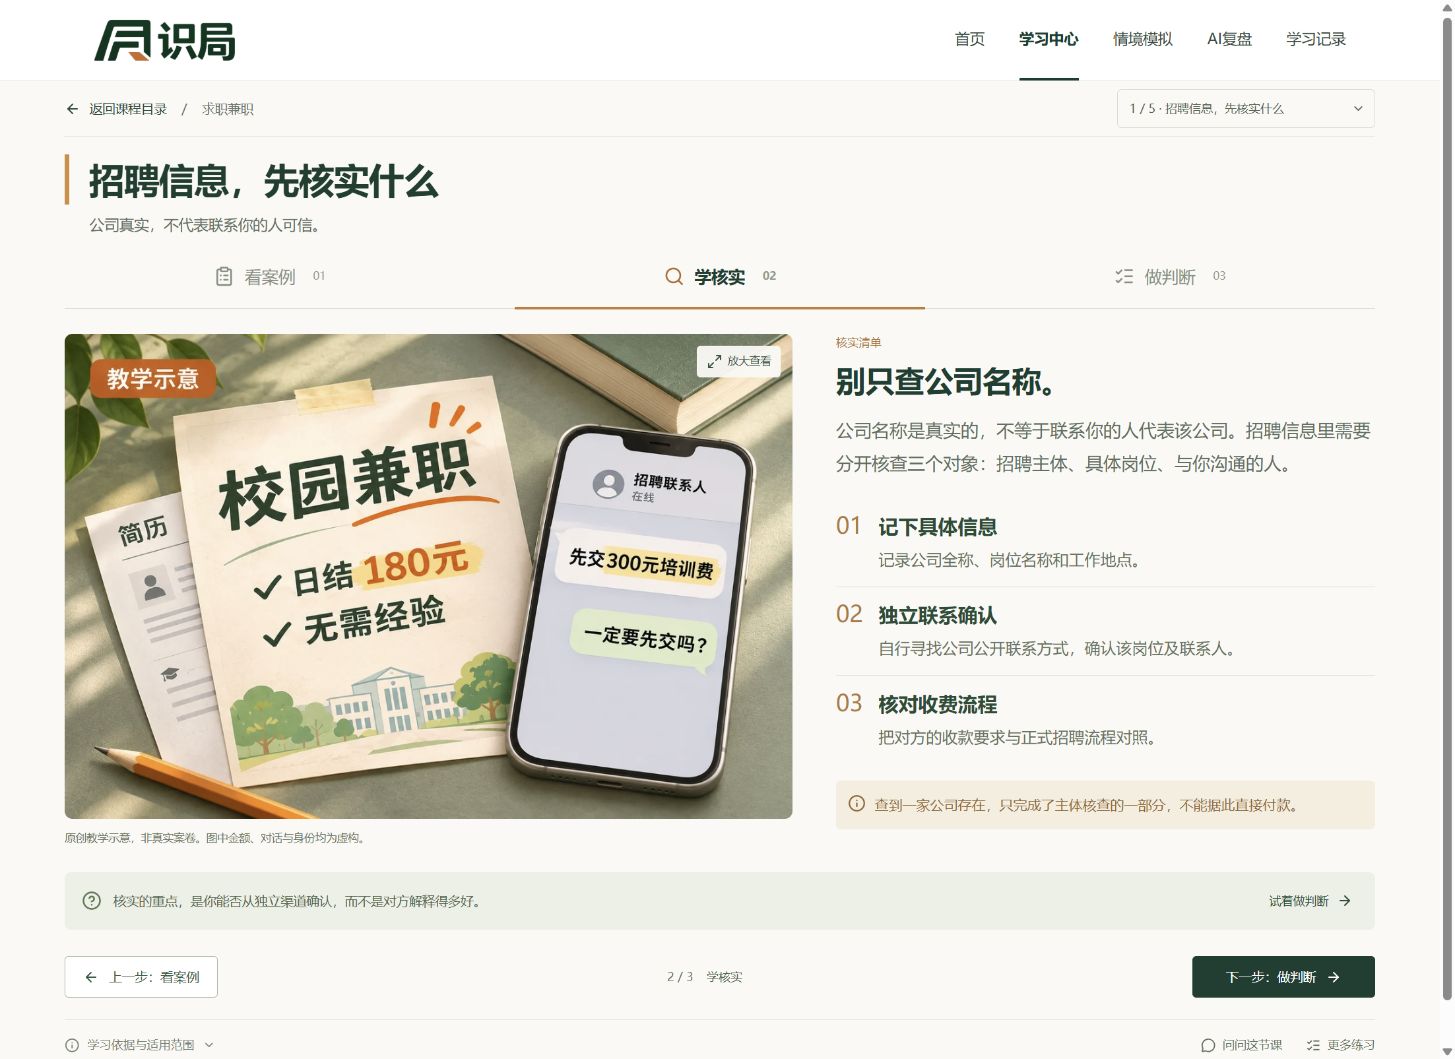 识局
首页
学习中心
情境模拟
AI复盘
学习记录
返回课程目录 / 求职兼职
1 / 5 · 招聘信息，先核实什么
招聘信息，先核实什么
公司真实，不代表联系你的人可信。
看案例 01
学核实 02
做判断 03
教学示意
放大查看
简历
校园兼职
日结 180元
无需经验
招聘联系人
在线
先交300元培训费
一定要先交吗？
原创教学示意，非真实案卷。图中金额、对话与身份均为虚构。
核实清单
别只查公司名称。
公司名称是真实的，不等于联系你的人代表该公司。招聘信息里需要
分开核查三个对象：招聘主体、具体岗位、与你沟通的人。
01 记下具体信息
记录公司全称、岗位名称和工作地点。
02 独立联系确认
自行寻找公司公开联系方式，确认该岗位及联系人。
03 核对收费流程
把对方的收款要求与正式招聘流程对照。
查到一家公司存在，只完成了主体核查的一部分，不能据此直接付款。
核实的重点，是你能否从独立渠道确认，而不是对方解释得多好。
试着做判断
上一步：看案例
2 / 3 学核实
下一步：做判断
学习依据与适用范围
问问这节课
更多练习